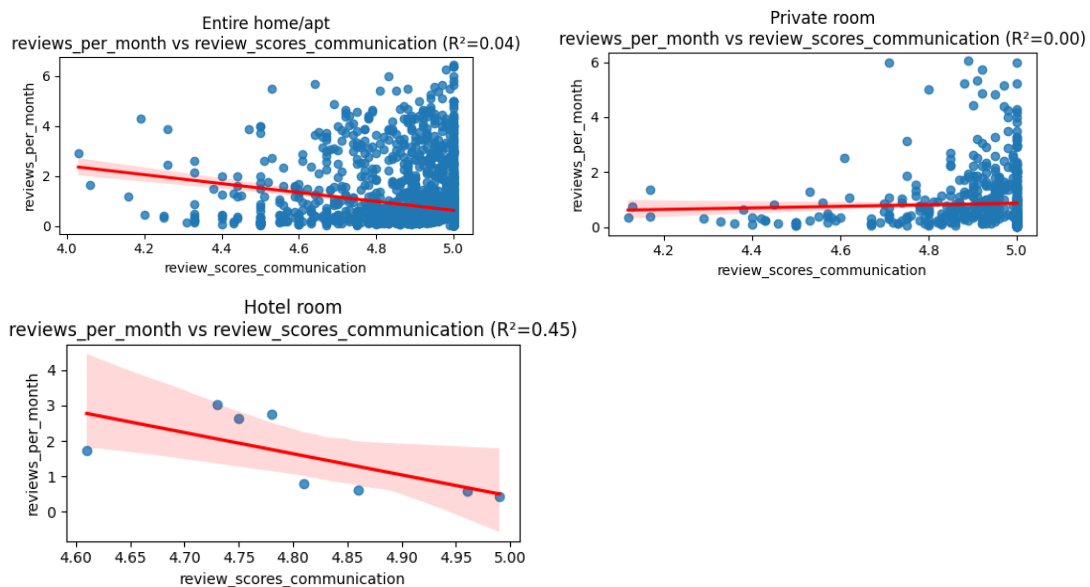 Entire home/apt
reviews_per_month vs review_scores_communication (R²=0.04)
6
4
2
0
reviews_per_month
4.0 4.2 4.4 4.6 4.8 5.0
review_scores_communication
Private room
reviews_per_month vs review_scores_communication (R²=0.00)
6
4
2
0
reviews_per_month
4.2 4.4 4.6 4.8 5.0
review_scores_communication
Hotel room
reviews_per_month vs review_scores_communication (R²=0.45)
4
3
2
1
0
reviews_per_month
4.60 4.65 4.70 4.75 4.80 4.85 4.90 4.95 5.00
review_scores_communication